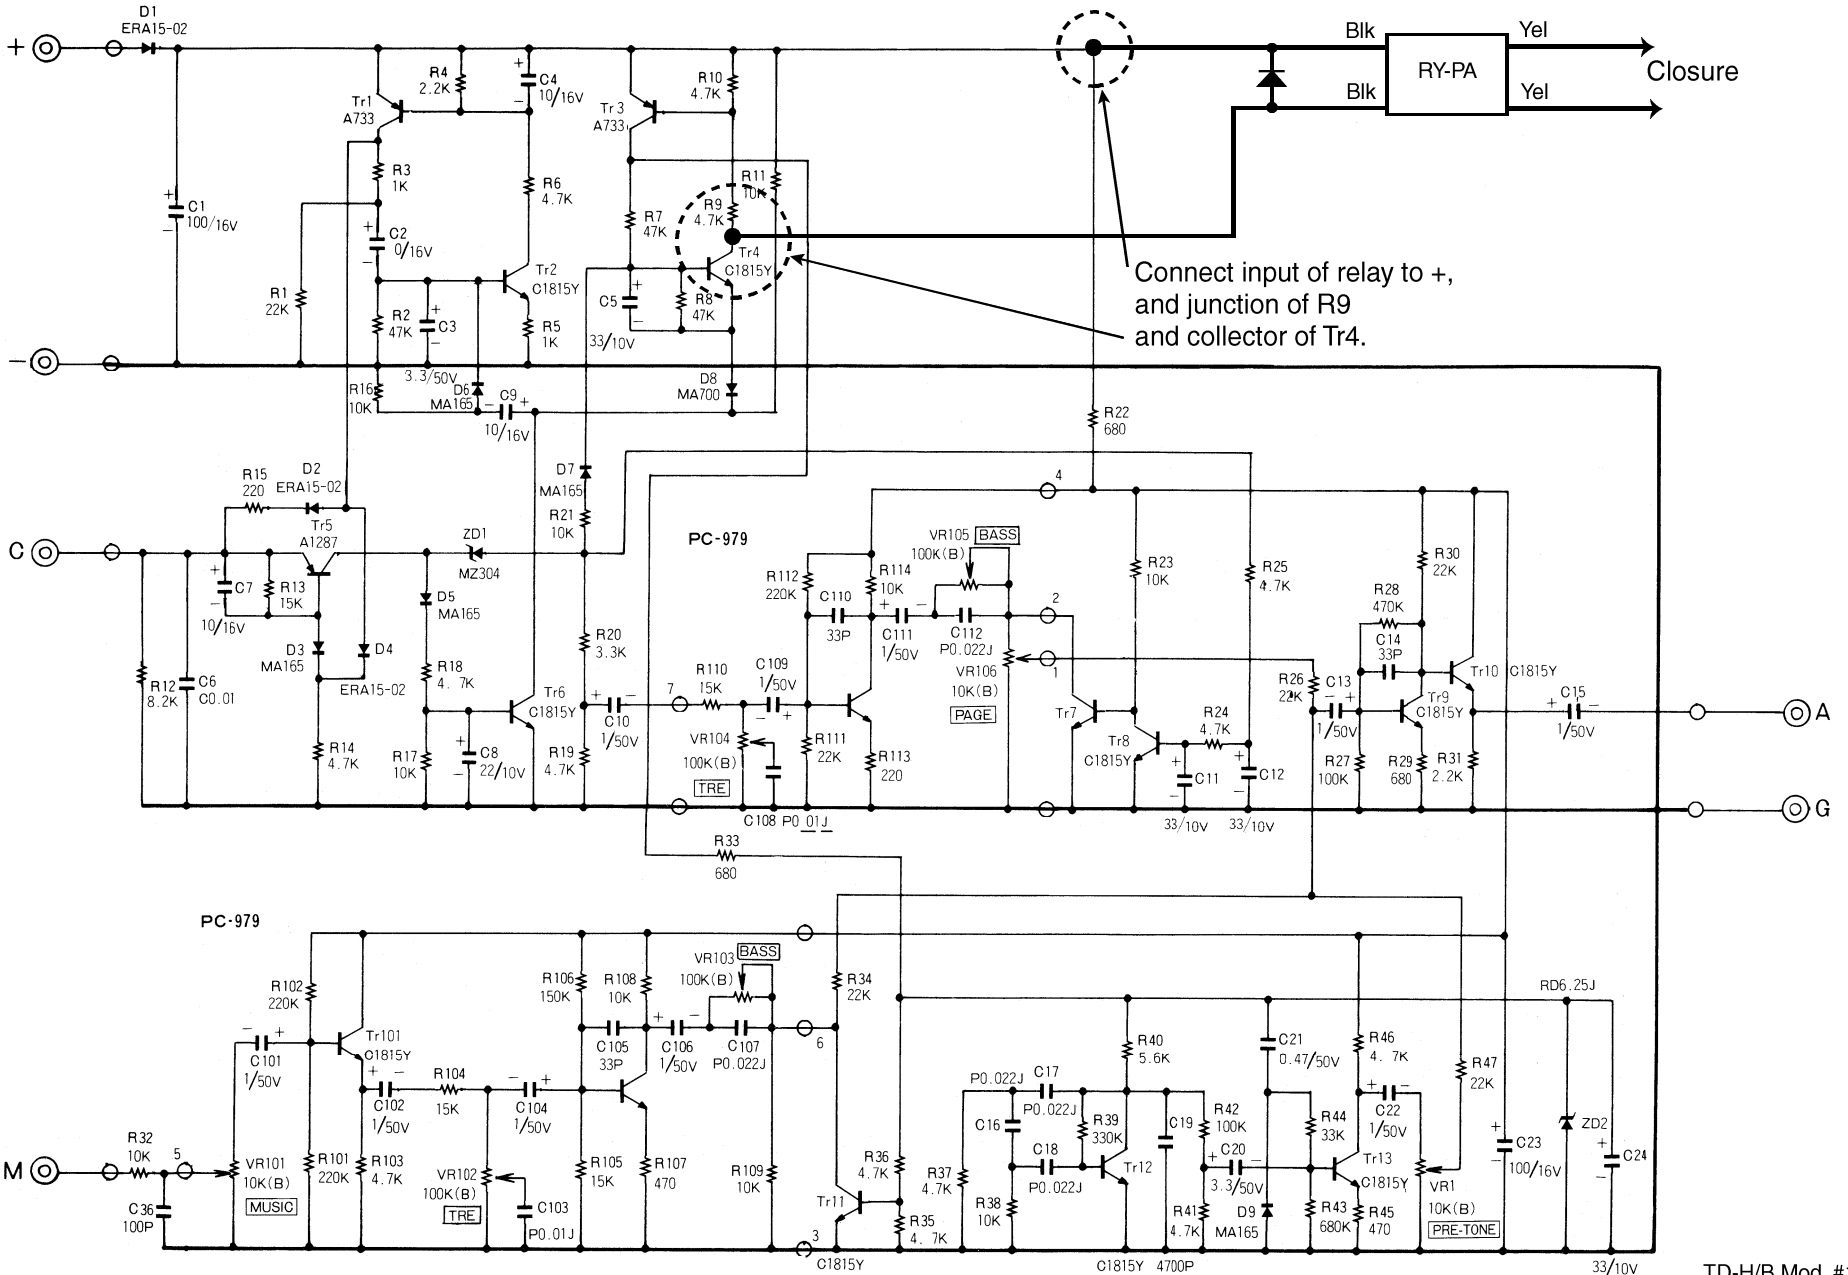 D1
ERA15-02
+
R4
2.2K
C4
10/16V
Tr1
A733
R10
4.7K
Tr3
A733
Blk
Yel
RY-PA
Closure
Blk
Yel
R3
1K
R6
4.7K
R11
10K
R9
4.7K
C1
100/16V
C2
0/16V
R7
47K
Tr4
C1815Y
Tr2
C1815Y
R1
22K
R2
47K
C3
R5
1K
C5
R8
47K
33/10V
Connect input of relay to +,
and junction of R9
and collector of Tr4.
−
3.3/50V
R16
10K
D6
MA165
C9
10/16V
D8
MA700
R22
680
R15
220
D2
ERA15-02
Tr5
A1287
D7
MA165
R21
10K
4
C
ZD1
MZ304
PC-979
VR105
BASS
100K(B)
C7
R13
15K
10/16V
D5
MA165
R112
220K
R114
10K
R23
10K
R25
4.7K
R30
22K
C110
33P
C111
1/50V
C112
P0.022J
2
R28
470K
C14
33P
D3
MA165
D4
ERA15-02
R20
3.3K
R12
8.2K
C6
C0.01
R18
4.7K
Tr6
C1815Y
R110
15K
C109
1/50V
7
VR106
10K(B)
PAGE
1
R26
22K
C13
1/50V
Tr10
C1815Y
Tr9
C1815Y
C15
1/50V
A
C10
1/50V
Tr7
R24
4.7K
Tr8
C1815Y
R14
4.7K
R17
10K
C8
22/10V
R19
4.7K
VR104
100K(B)
TRE
R111
22K
R113
220
C11
C12
R27
100K
R29
680
R31
2.2K
C108 P0.01J
33/10V
33/10V
G
R33
680
PC-979
VR103
BASS
100K(B)
R102
220K
R106
150K
R108
10K
R34
22K
RD6.25J
Tr101
C1815Y
C101
1/50V
C105
33P
C106
1/50V
C107
P0.022J
6
R40
5.6K
C21
0.47/50V
R46
4.7K
R47
22K
C102
1/50V
R104
15K
C104
1/50V
P0.022J
C17
P0.022J
C16
R39
330K
C19
R42
100K
R44
33K
C22
1/50V
ZD2
C23
100/16V
C24
M
R32
10K
5
VR101
10K(B)
MUSIC
R101
220K
R103
4.7K
VR102
100K(B)
TRE
R105
15K
R107
470
R109
10K
R36
4.7K
R37
4.7K
C18
P0.022J
Tr12
C20
3.3/50V
Tr13
C1815Y
VR1
10K(B)
PRE-TONE
C36
100P
C103
P0.01J
Tr11
R35
4.7K
R38
10K
R41
4.7K
D9
MA165
R43
680K
R45
470
3
C1815Y
C1815Y
4700P
33/10V